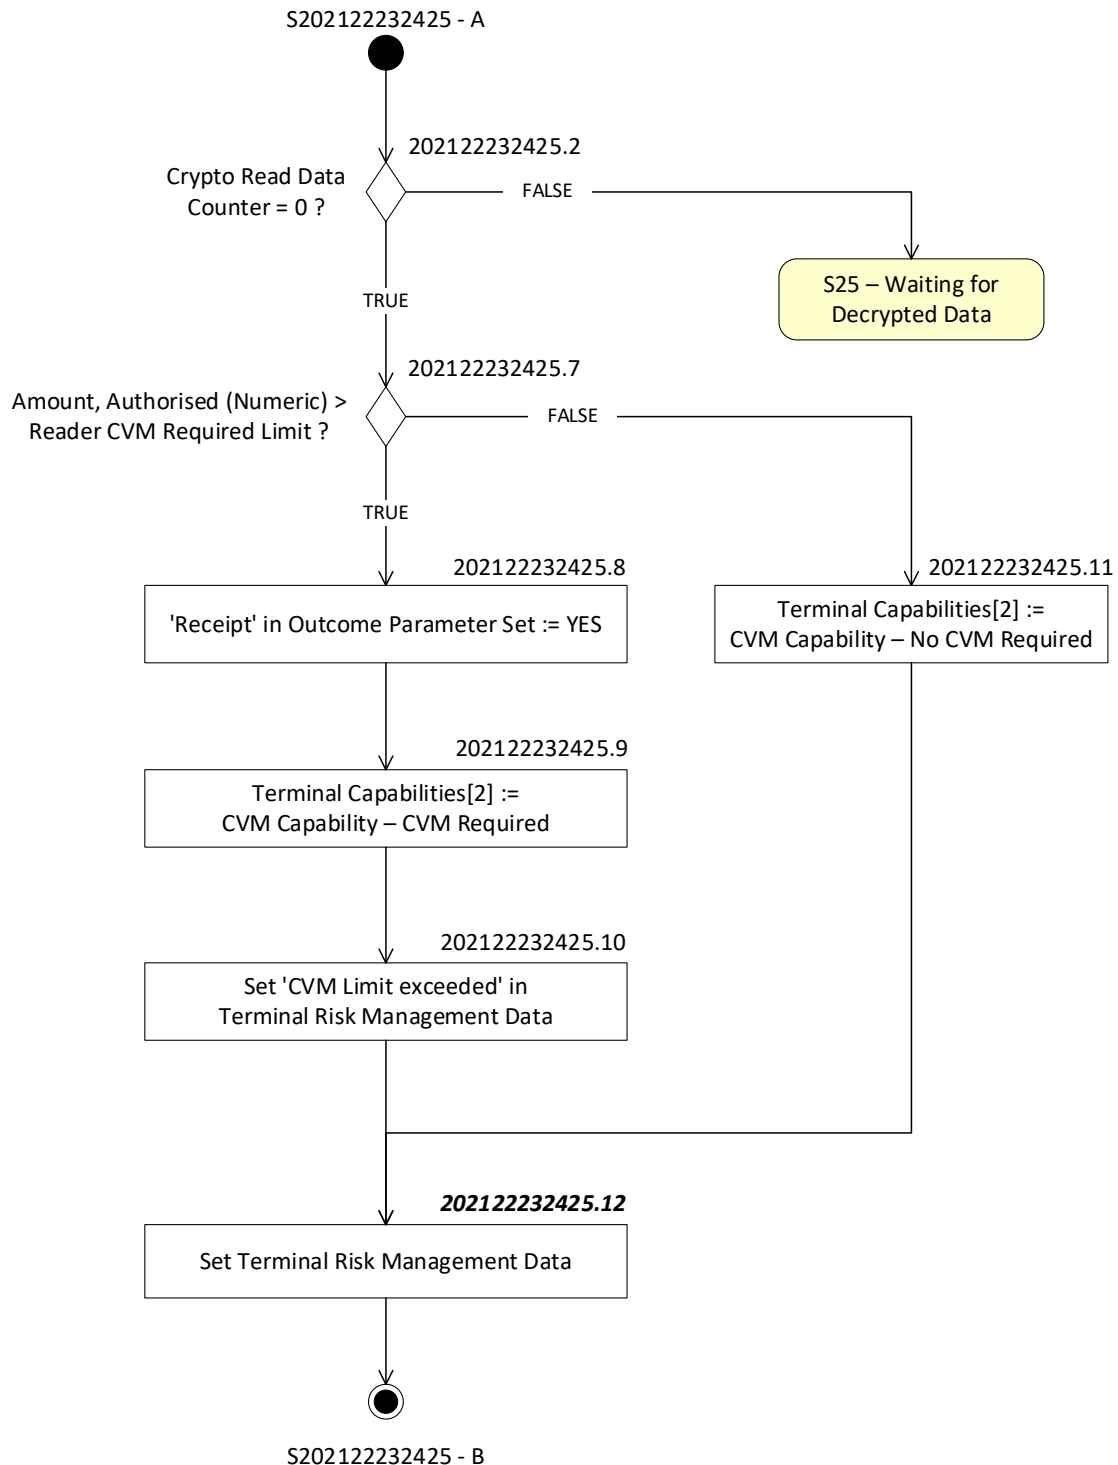 S202122232425 - A
202122232425.2
Crypto Read Data
Counter = 0 ?
FALSE
S25 – Waiting for
Decrypted Data
TRUE
202122232425.7
Amount, Authorised (Numeric) >
Reader CVM Required Limit ?
FALSE
TRUE
202122232425.8
'Receipt' in Outcome Parameter Set := YES
202122232425.11
Terminal Capabilities[2] :=
CVM Capability – No CVM Required
202122232425.9
Terminal Capabilities[2] :=
CVM Capability – CVM Required
202122232425.10
Set 'CVM Limit exceeded' in
Terminal Risk Management Data
202122232425.12
Set Terminal Risk Management Data
S202122232425 - B